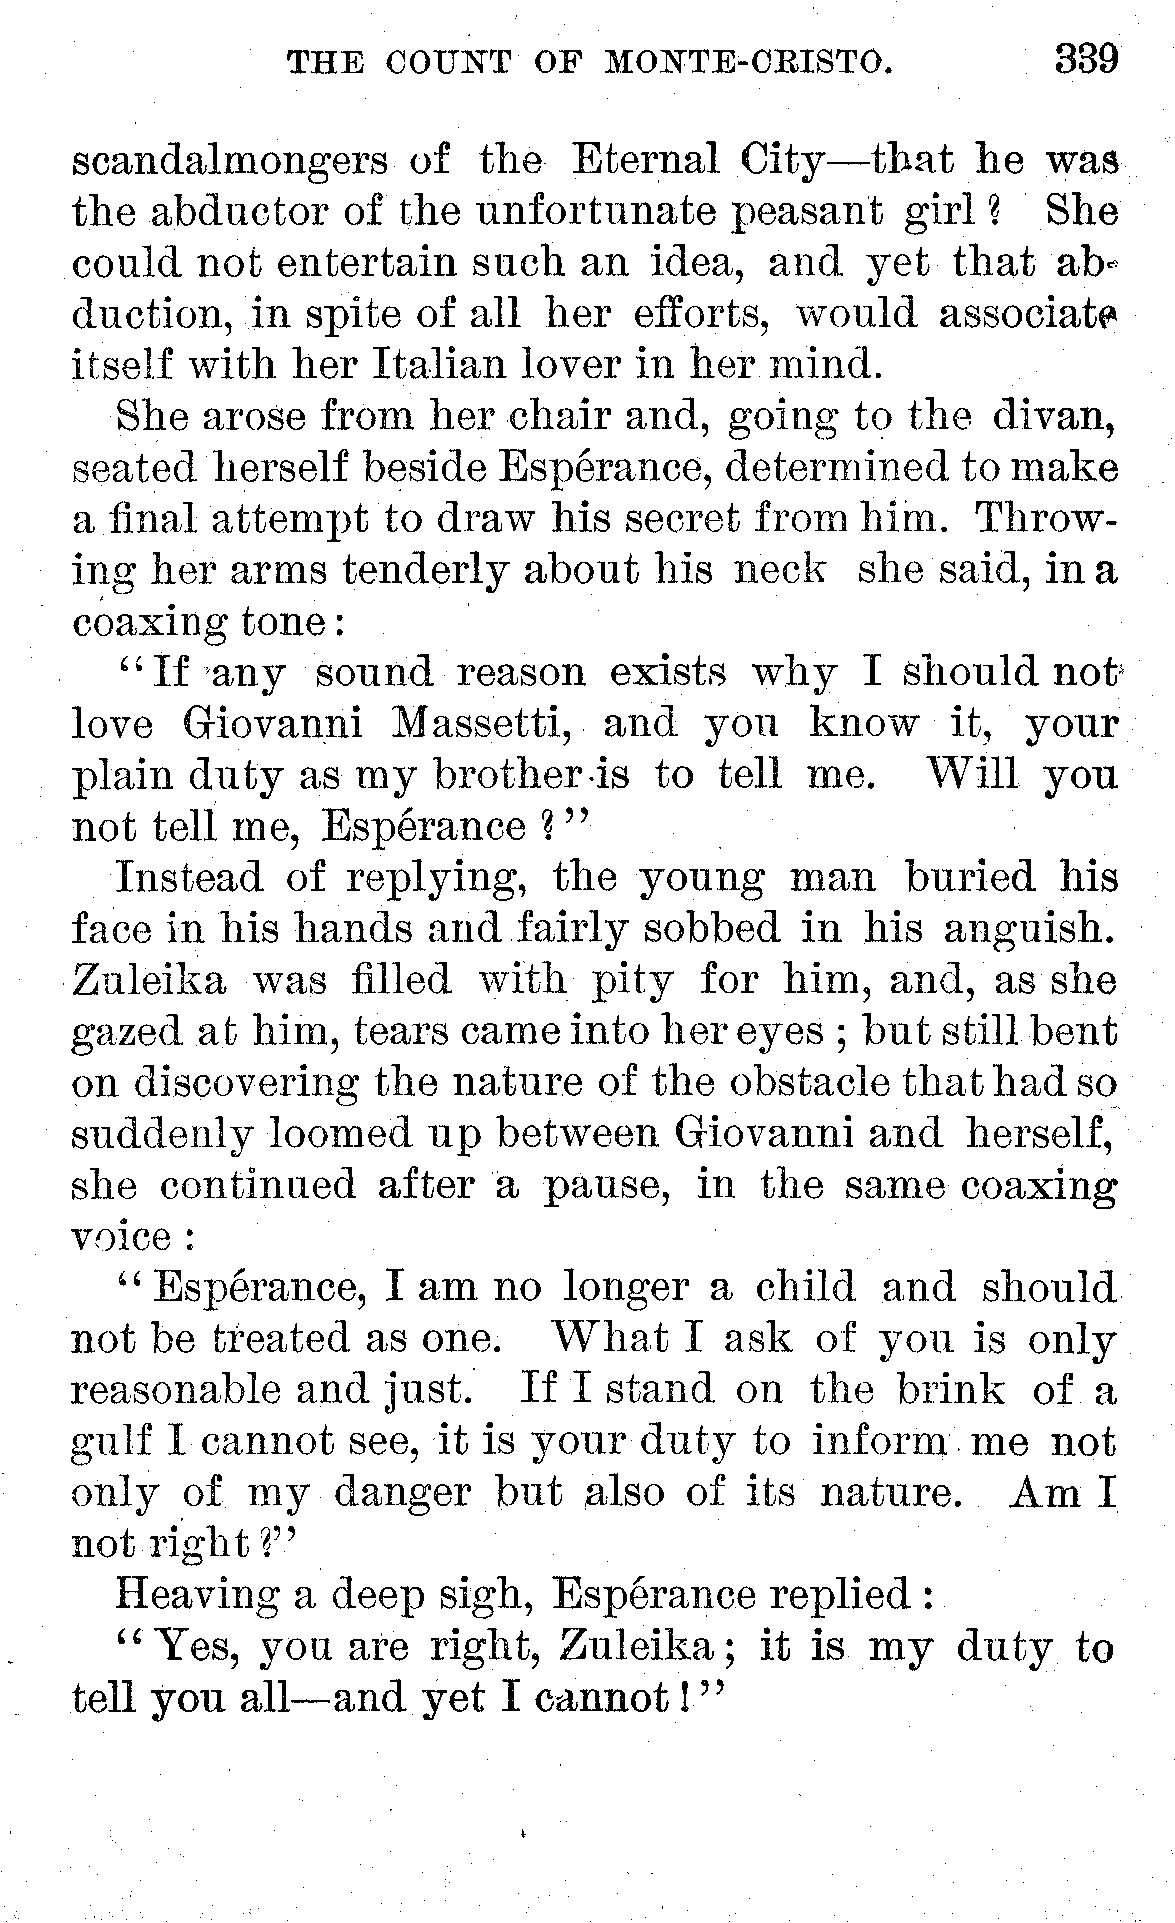 THE COUNT OF MONTE-CRISTO. 339
scandalmongers of the Eternal City—that he was
the abductor of the unfortunate peasant girl? She
could not entertain such an idea, and yet that ab-
duction, in spite of all her efforts, would associate
itself with her Italian lover in her mind.
She arose from her chair and, going to the divan,
seated herself beside Espérance, determined to make
a final attempt to draw his secret from him. Throw-
ing her arms tenderly about his neck she said, in a
coaxing tone:
"If any sound reason exists why I should not
love Giovanni Massetti, and you know it, your
plain duty as my brother is to tell me. Will you
not tell me, Espérance?"
Instead of replying, the young man buried his
face in his hands and fairly sobbed in his anguish.
Zuleika was filled with pity for him, and, as she
gazed at him, tears came into her eyes; but still bent
on discovering the nature of the obstacle that had so
suddenly loomed up between Giovanni and herself,
she continued after a pause, in the same coaxing
voice:
"Espérance, I am no longer a child and should
not be treated as one. What I ask of you is only
reasonable and just. If I stand on the brink of a
gulf I cannot see, it is your duty to inform me not
only of my danger but also of its nature. Am I
not right?"
Heaving a deep sigh, Espérance replied:
"Yes, you are right, Zuleika; it is my duty to
tell you all—and yet I cannot!"